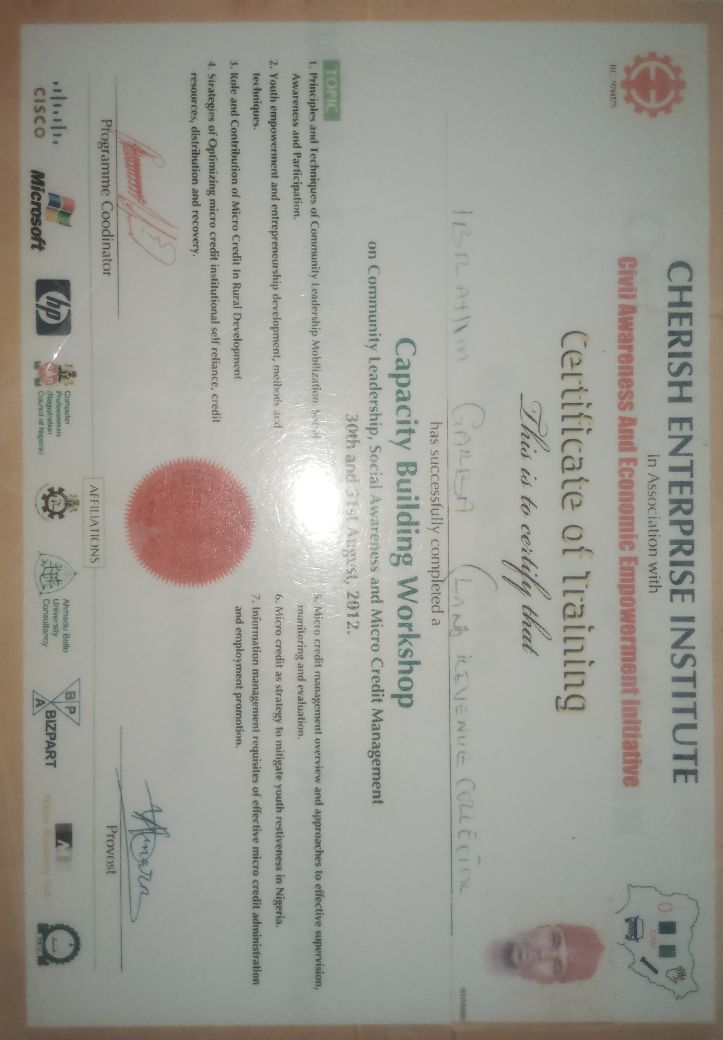 CHERISH ENTERPRISE INSTITUTE
In Association with
Civil Awareness And Economic Empowerment Initiative
Certificate of Training
This is to certify that
IBRAHIM GARBA (LAND REVENUE COLLECTOR
has successfully completed a
Capacity Building Workshop
on Community Leadership, Social Awareness and Micro Credit Management
30th and 31st August, 2012.
TOPIC
1. Principles and Techniques of Community Leadership Mobilization, Social
Awareness and Participation.
2. Youth empowerment and entrepreneurship development, methods and
techniques.
3. Role and Contribution of Micro Credit In Rural Development
4. Strategies of Optimizing micro credit institutional self reliance, credit
resources, distribution and recovery.
5. Micro credit management overview and approaches to effective supervision,
monitoring and evaluation.
6. Micro credit as strategy to mitigate youth restiveness in Nigeria.
7. Information management requisites of effective micro credit administration
and employment promotion.
Programme Coodinator
Provost
AFFILIATIONS
CISCO
Microsoft
hp
Computer
Professionals
(Registration
Council of Nigeria)
Ahmadu Bello
University
Consultancy
B P
A
BIZPART